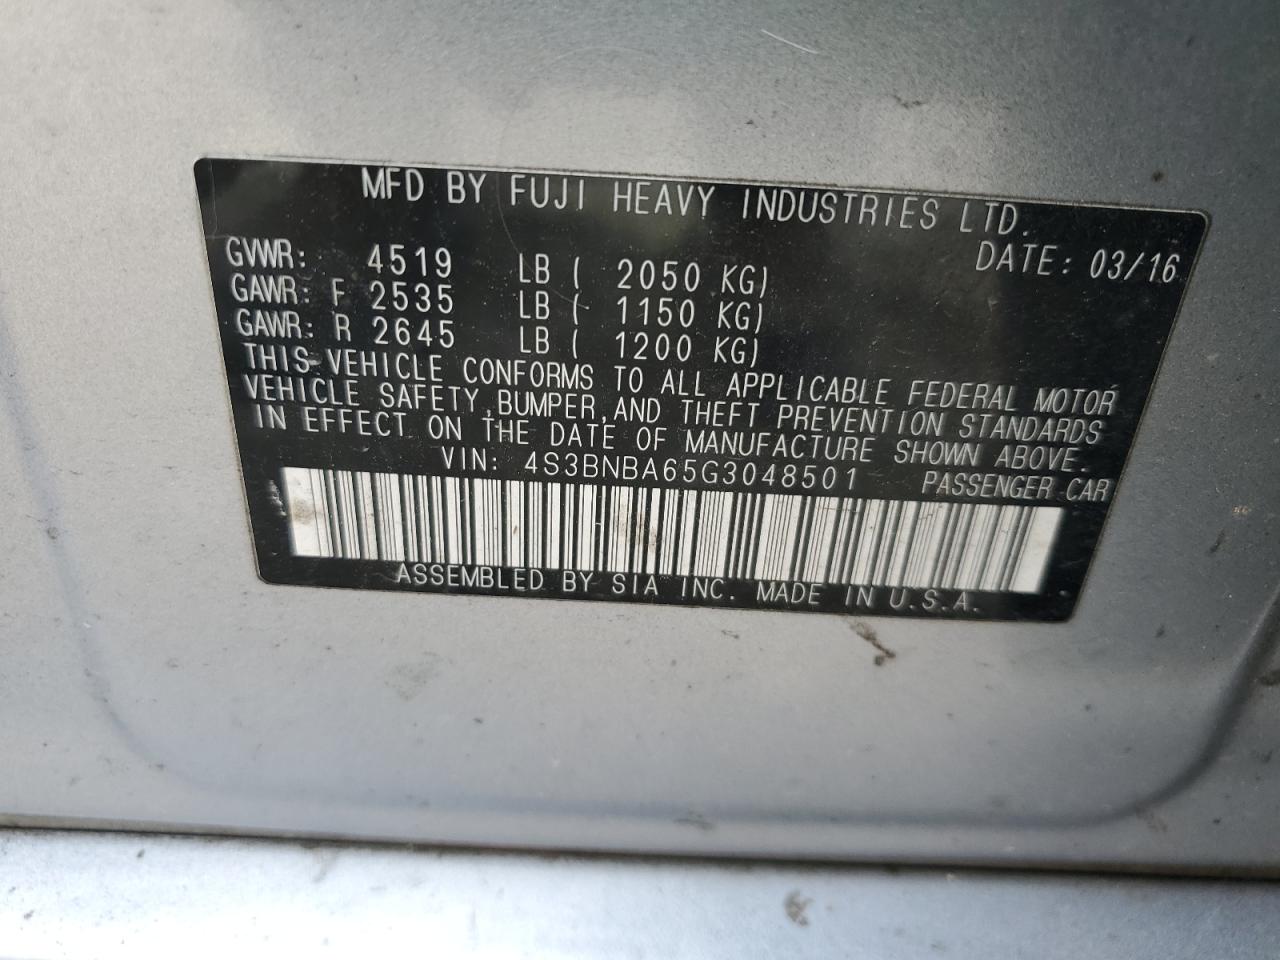 MFD BY FUJI HEAVY INDUSTRIES LTD.
DATE: 03/16
GVWR: 4519 LB ( 2050 KG)
GAWR: F 2535 LB ( 1150 KG)
GAWR: R 2645 LB ( 1200 KG)
THIS VEHICLE CONFORMS TO ALL APPLICABLE FEDERAL MOTOR
VEHICLE SAFETY, BUMPER, AND THEFT PREVENTION STANDARDS
IN EFFECT ON THE DATE OF MANUFACTURE SHOWN ABOVE.
VIN: 4S3BNBA65G3048501 PASSENGER CAR
ASSEMBLED BY SIA INC. MADE IN U.S.A.